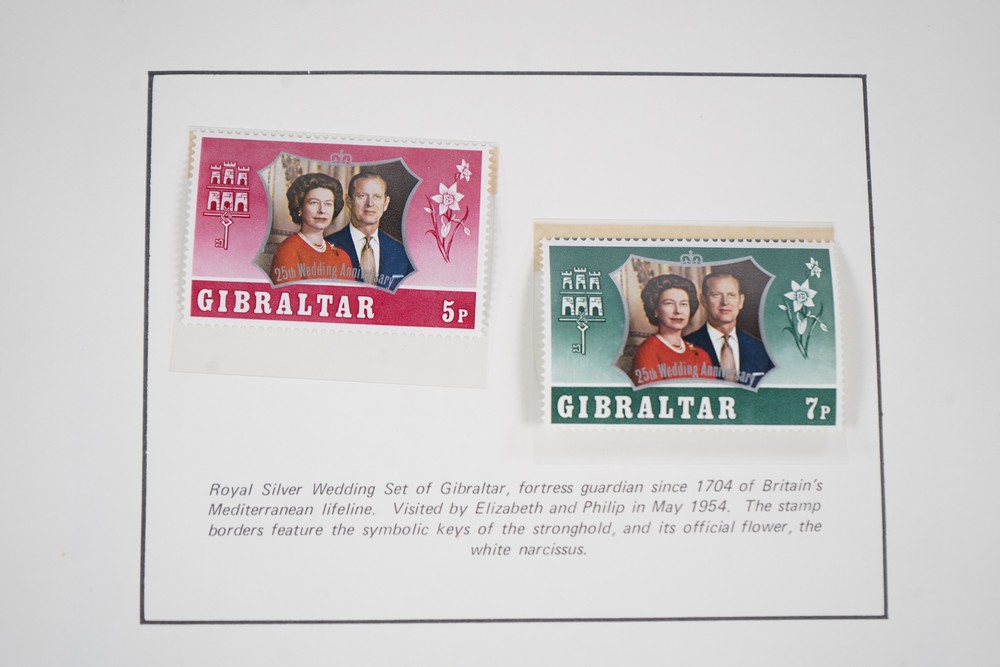 25th Wedding Anniversary
GIBRALTAR 5P
25th Wedding Anniversary
GIBRALTAR 7P
Royal Silver Wedding Set of Gibraltar, fortress guardian since 1704 of Britain's
Mediterranean lifeline. Visited by Elizabeth and Philip in May 1954. The stamp
borders feature the symbolic keys of the stronghold, and its official flower, the
white narcissus.